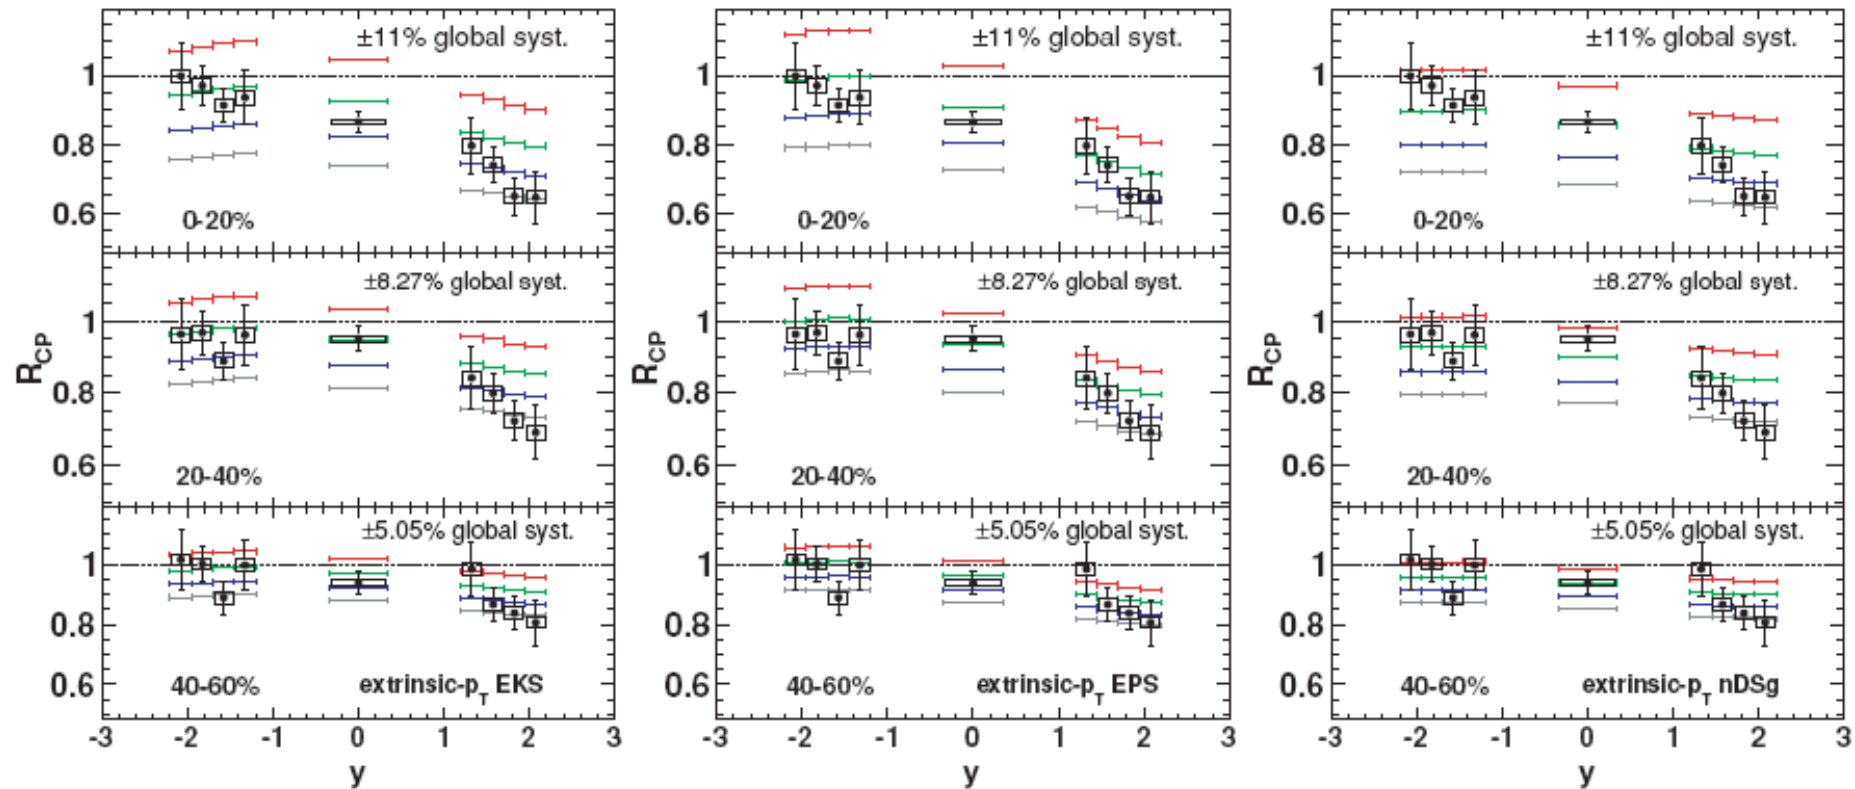 ±11% global syst.
1
0.8
0.6
0-20%
±8.27% global syst.
1
R_CP
0.8
0.6
20-40%
±5.05% global syst.
1
0.8
0.6
40-60%
extrinsic-p_T EKS
-3 -2 -1 0 1 2 3
y
±11% global syst.
1
0.8
0.6
0-20%
±8.27% global syst.
1
R_CP
0.8
0.6
20-40%
±5.05% global syst.
1
0.8
0.6
40-60%
extrinsic-p_T EPS
-3 -2 -1 0 1 2 3
y
±11% global syst.
1
0.8
0.6
0-20%
±8.27% global syst.
1
R_CP
0.8
0.6
20-40%
±5.05% global syst.
1
0.8
0.6
40-60%
extrinsic-p_T nDSg
-3 -2 -1 0 1 2 3
y